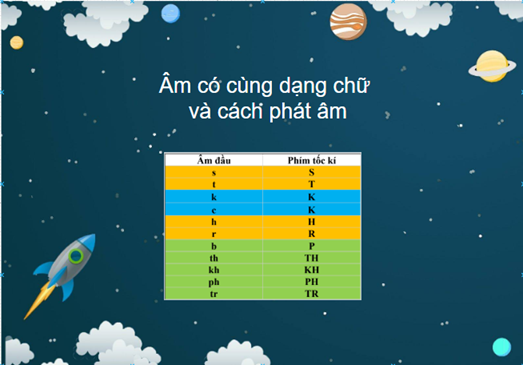 Âm có cùng dạng chữ
và cách phát âm
Âm đầu Phím tốc kí
s S
t T
k K
c K
h H
r R
b P
th TH
kh KH
ph PH
tr TR